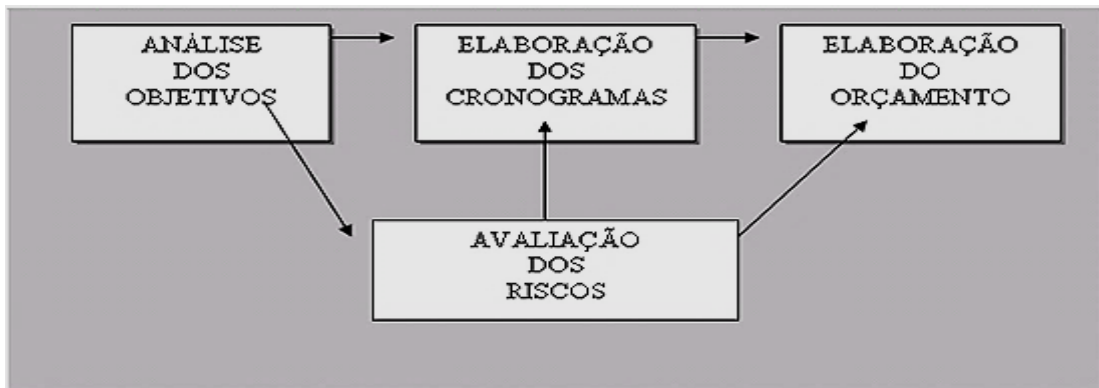 ANÁLISE
DOS
OBJETIVOS
ELABORAÇÃO
DOS
CRONOGRAMAS
ELABORAÇÃO
DO
ORÇAMENTO
AVALIAÇÃO
DOS
RISCOS